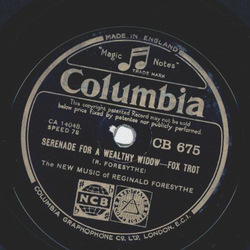 MADE IN ENGLAND
"Magic Notes"
TRADE MARK
Columbia
This copyright patented Record may not be sold
below price fixed by patentee nor publicly performed.
CA 14048.
SPEED 78
CB 675
SERENADE FOR A WEALTHY WIDOW—FOX TROT
(R. FORESYTHE)
The NEW MUSIC of REGINALD FORESYTHE
NCB
COLUMBIA GRAPHOPHONE CO. LTD. LONDON, E.C.1.